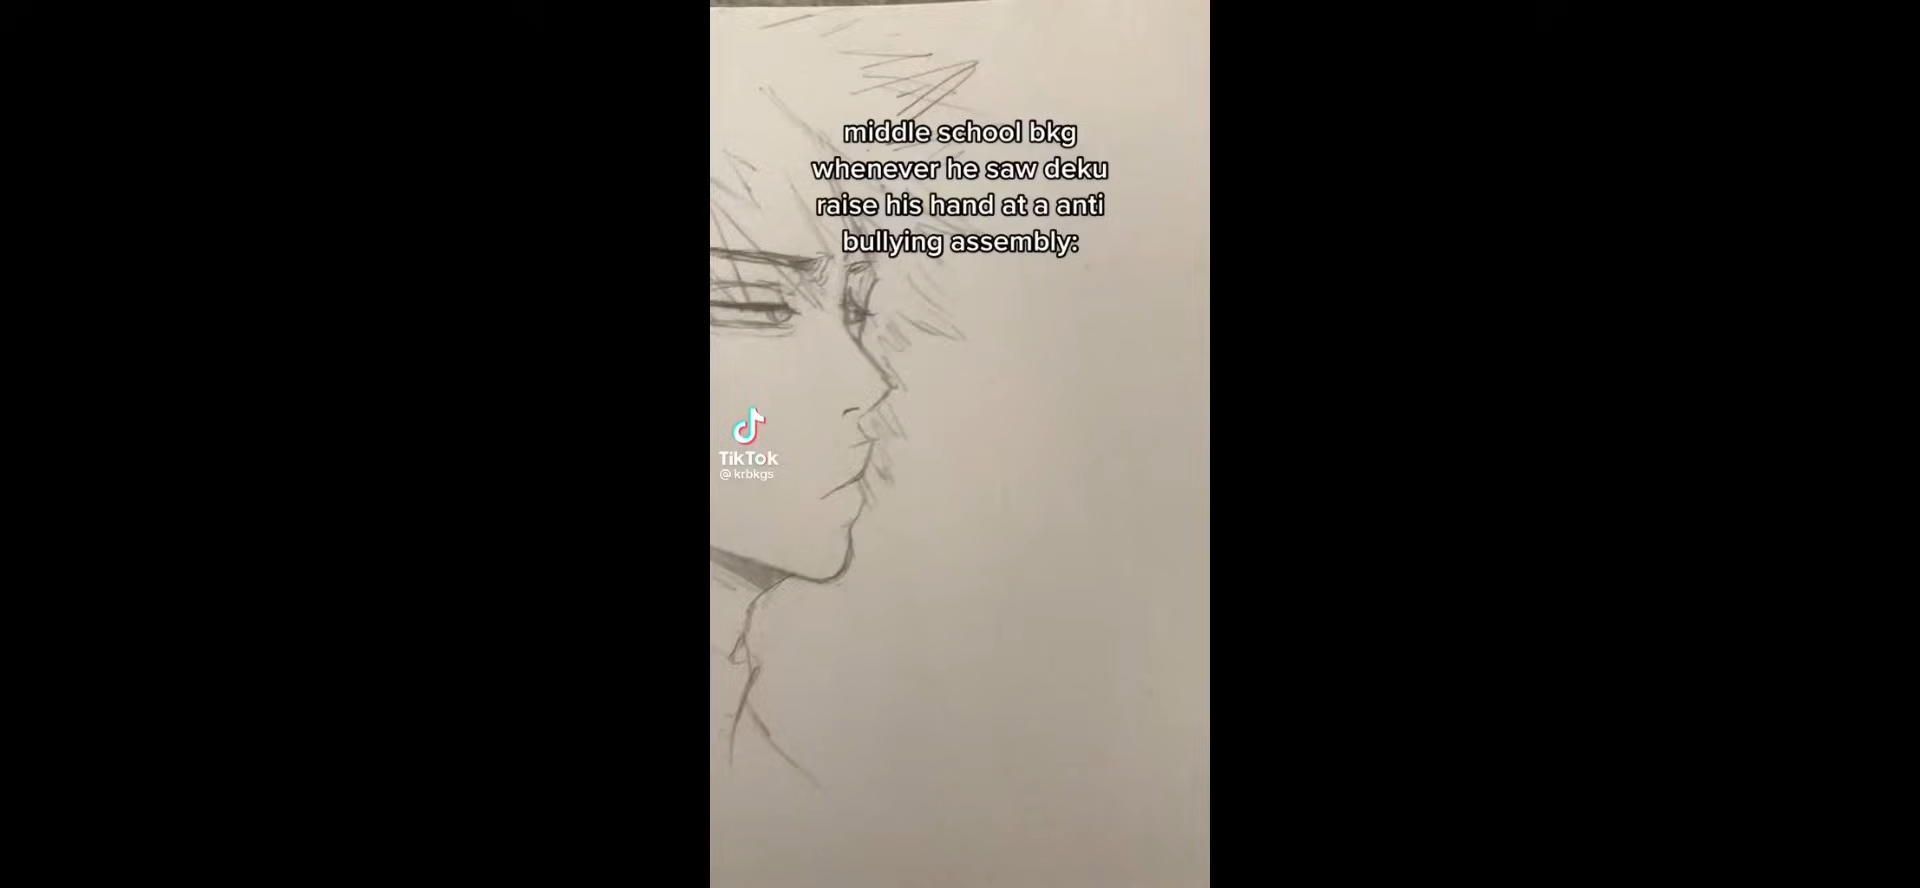 middle school bkg
whenever he saw deku
raise his hand at a anti
bullying assembly:
TikTok
@krbkgs